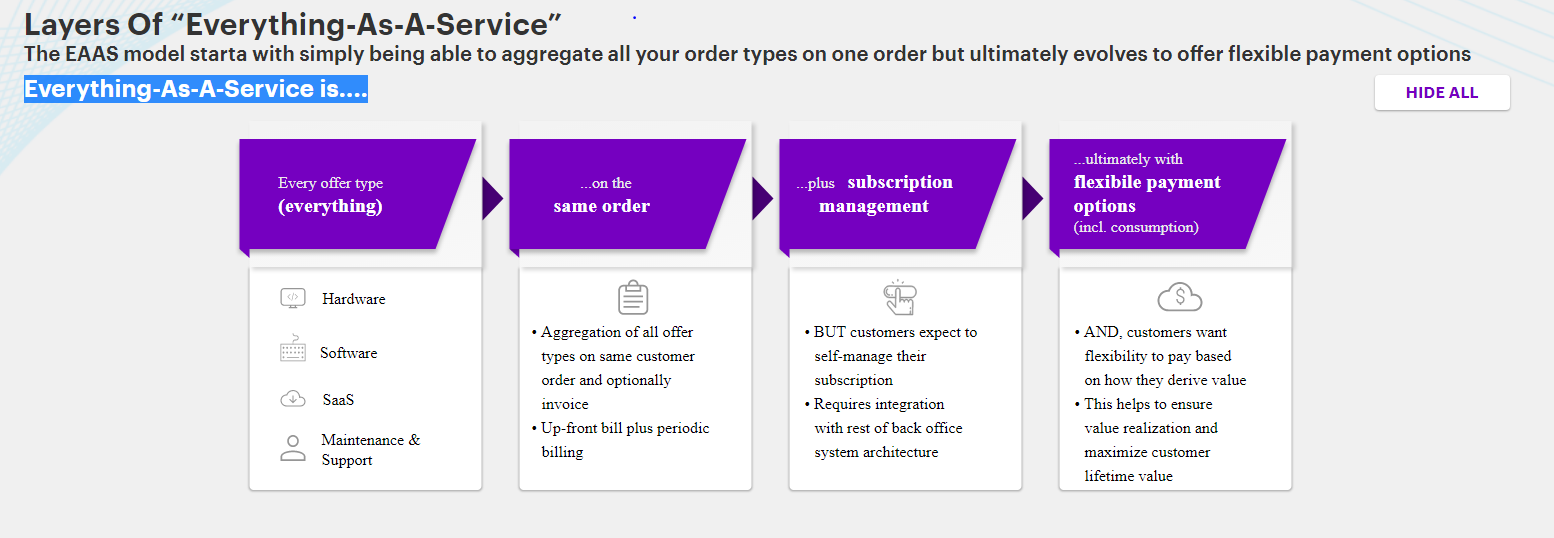 Layers Of “Everything-As-A-Service”
The EAAS model starta with simply being able to aggregate all your order types on one order but ultimately evolves to offer flexible payment options
Everything-As-A-Service is....
HIDE ALL
Every offer type
(everything)
Hardware
Software
SaaS
Maintenance &
Support
...on the
same order
• Aggregation of all offer
types on same customer
order and optionally
invoice
• Up-front bill plus periodic
billing
...plus subscription
management
• BUT customers expect to
self-manage their
subscription
• Requires integration
with rest of back office
system architecture
...ultimately with
flexibile payment
options
(incl. consumption)
• AND, customers want
flexibility to pay based
on how they derive value
• This helps to ensure
value realization and
maximize customer
lifetime value